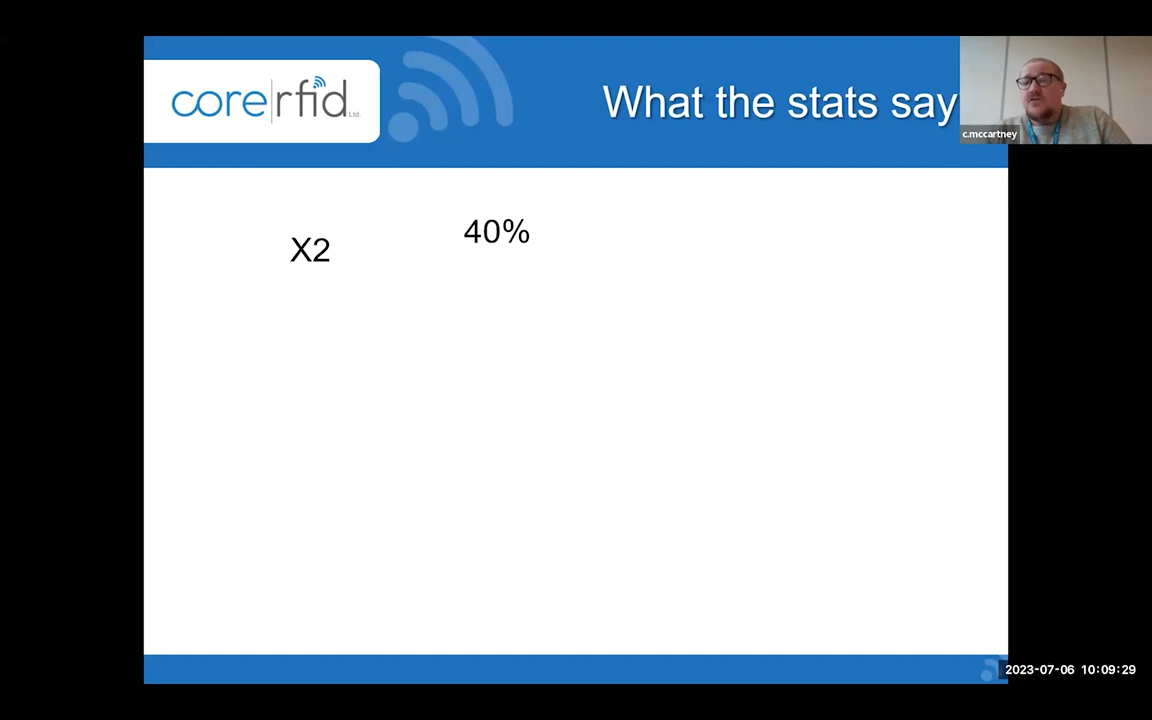 core|rfid Ltd.
What the stats say
c.mccartney
40%
X2
2023-07-06 10:09:29